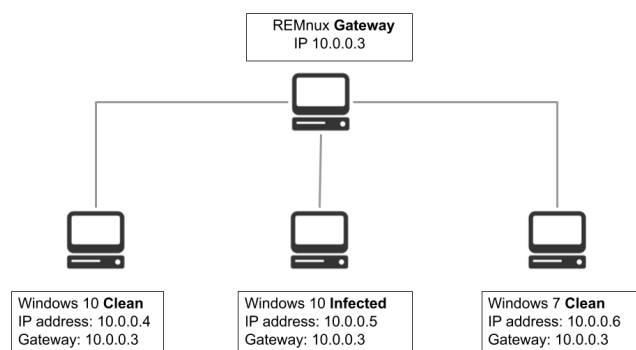 REMnux Gateway
IP 10.0.0.3
Windows 10 Clean
IP address: 10.0.0.4
Gateway: 10.0.0.3
Windows 10 Infected
IP address: 10.0.0.5
Gateway: 10.0.0.3
Windows 7 Clean
IP address: 10.0.0.6
Gateway: 10.0.0.3